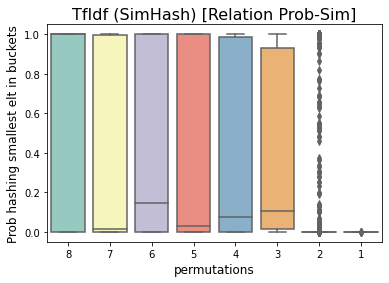 TfIdf (SimHash) [Relation Prob-Sim]
Prob hashing smallest elt in buckets
1.0
0.8
0.6
0.4
0.2
0.0
8 7 6 5 4 3 2 1
permutations